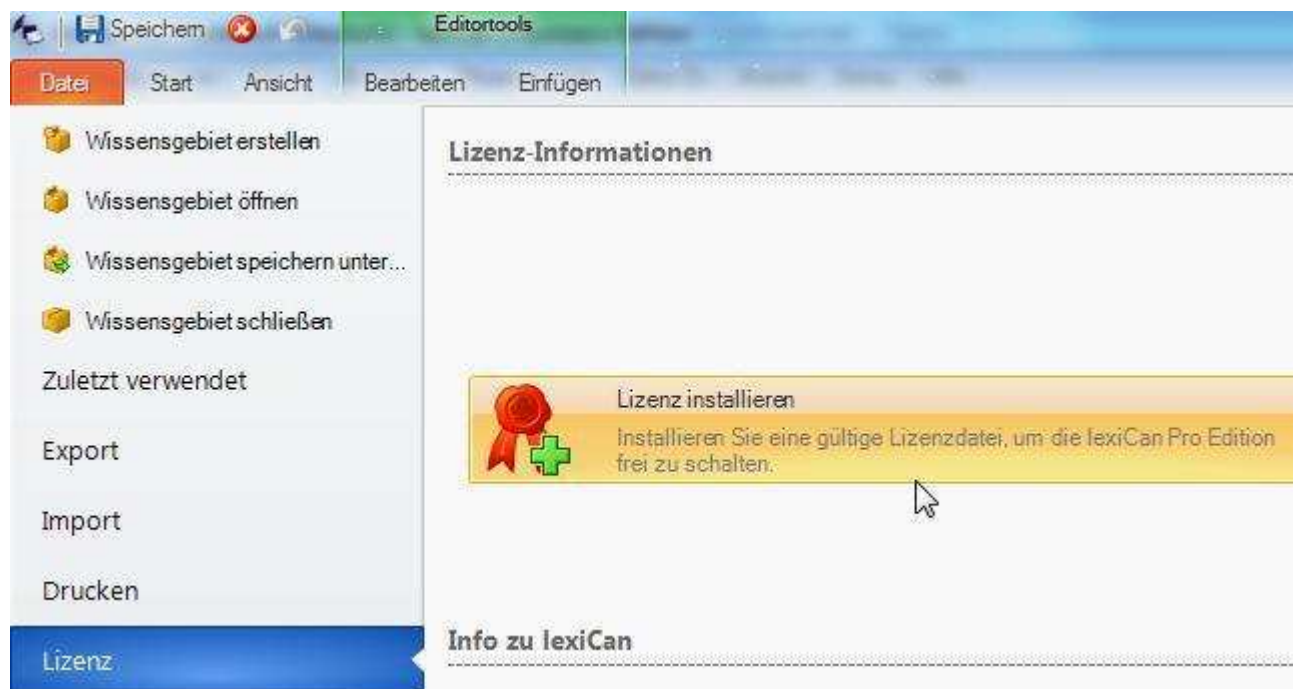 Speichern
Editortools
Datei Start Ansicht Bearbeiten Einfügen
Wissensgebiet erstellen
Wissensgebiet öffnen
Wissensgebiet speichern unter...
Wissensgebiet schließen
Zuletzt verwendet
Export
Import
Drucken
Lizenz
Lizenz-Informationen
Lizenz installieren
Installieren Sie eine gültige Lizenzdatei, um die lexiCan Pro Edition
frei zu schalten.
Info zu lexiCan